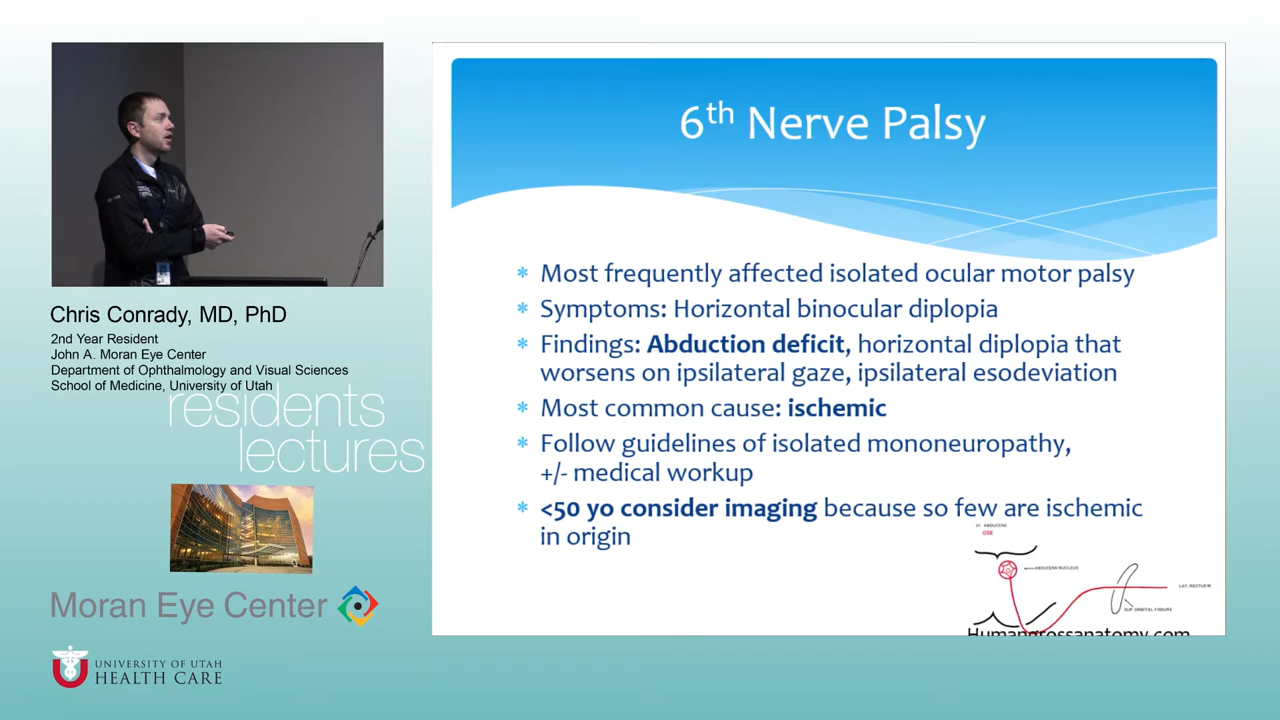 6th Nerve Palsy
* Most frequently affected isolated ocular motor palsy
* Symptoms: Horizontal binocular diplopia
* Findings: Abduction deficit, horizontal diplopia that
worsens on ipsilateral gaze, ipsilateral esodeviation
* Most common cause: ischemic
* Follow guidelines of isolated mononeuropathy,
+/- medical workup
* <50 yo consider imaging because so few are ischemic
in origin
VI. ABDUCENS
GSE
ABDUCENS NUCLEUS
LAT. RECTUS M.
SUP. ORBITAL FISSURE
Humangrossanatomy.com
Chris Conrady, MD, PhD
2nd Year Resident
John A. Moran Eye Center
Department of Ophthalmology and Visual Sciences
School of Medicine, University of Utah
residents
lectures
Moran Eye Center
UNIVERSITY OF UTAH
HEALTH CARE